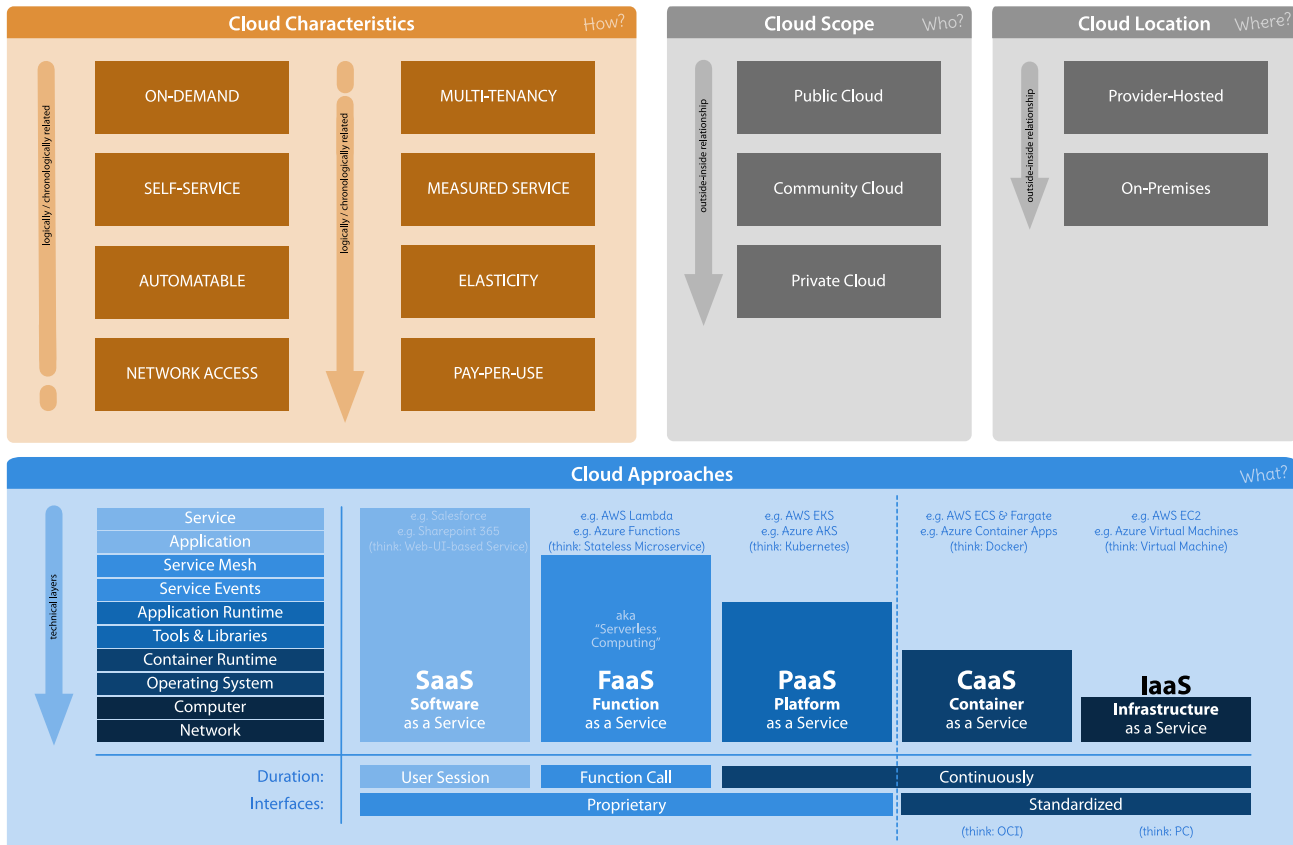 Cloud Characteristics
How?
logically / chronologically related
ON-DEMAND
SELF-SERVICE
AUTOMATABLE
NETWORK ACCESS
logically / chronologically related
MULTI-TENANCY
MEASURED SERVICE
ELASTICITY
PAY-PER-USE
Cloud Scope
Who?
outside-inside relationship
Public Cloud
Community Cloud
Private Cloud
Cloud Location
Where?
outside-inside relationship
Provider-Hosted
On-Premises
Cloud Approaches
What?
technical layers
Service
Application
Service Mesh
Service Events
Application Runtime
Tools & Libraries
Container Runtime
Operating System
Computer
Network
e.g. Salesforce
e.g. Sharepoint 365
(think: Web-UI-based Service)
SaaS
Software
as a Service
e.g. AWS Lambda
e.g. Azure Functions
(think: Stateless Microservice)
aka
"Serverless
Computing"
FaaS
Function
as a Service
e.g. AWS EKS
e.g. Azure AKS
(think: Kubernetes)
PaaS
Platform
as a Service
e.g. AWS ECS & Fargate
e.g. Azure Container Apps
(think: Docker)
CaaS
Container
as a Service
e.g. AWS EC2
e.g. Azure Virtual Machines
(think: Virtual Machine)
IaaS
Infrastructure
as a Service
Duration:
User Session
Function Call
Continuously
Interfaces:
Proprietary
Standardized
(think: OCI)
(think: PC)